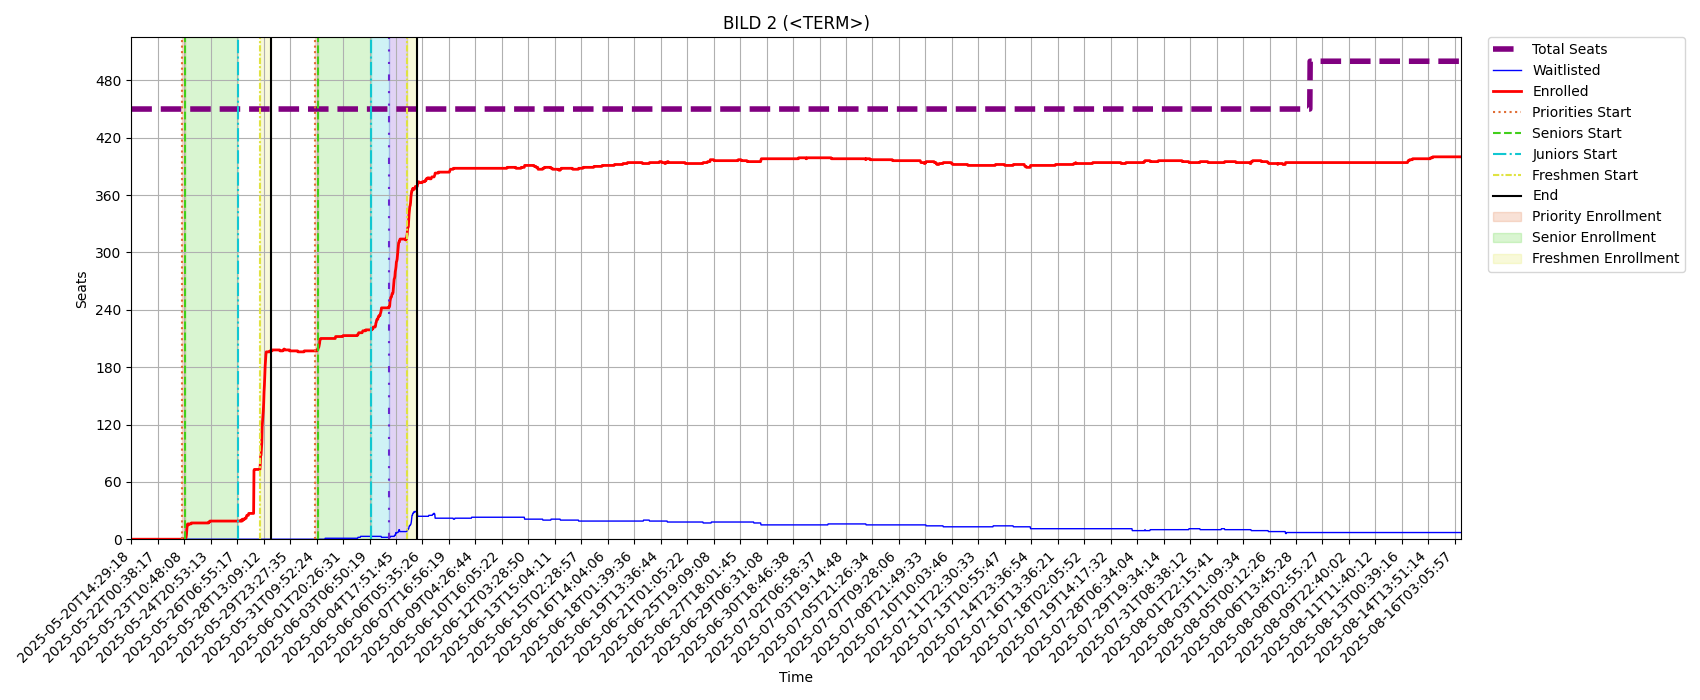 BILD 2 (<TERM>)
Total Seats
Waitlisted
Enrolled
Priorities Start
Seniors Start
Juniors Start
Freshmen Start
End
Priority Enrollment
Senior Enrollment
Freshmen Enrollment
Seats
480
420
360
300
240
180
120
60
0
2025-05-20T14:29:18
2025-05-22T00:38:17
2025-05-23T10:48:08
2025-05-24T20:53:13
2025-05-26T06:55:17
2025-05-28T13:09:12
2025-05-29T23:27:35
2025-05-31T09:52:24
2025-06-01T20:26:31
2025-06-03T06:50:19
2025-06-04T17:51:45
2025-06-06T05:35:26
2025-06-07T16:56:19
2025-06-09T04:26:44
2025-06-10T16:05:22
2025-06-12T03:28:50
2025-06-13T15:04:11
2025-06-15T02:28:57
2025-06-16T14:04:06
2025-06-18T01:39:36
2025-06-19T13:36:44
2025-06-21T01:05:22
2025-06-25T19:09:08
2025-06-27T18:01:45
2025-06-29T06:31:08
2025-06-30T18:46:38
2025-07-02T06:58:37
2025-07-03T19:14:48
2025-07-05T21:26:34
2025-07-07T09:28:06
2025-07-08T21:49:33
2025-07-10T10:03:46
2025-07-11T22:30:33
2025-07-13T10:55:47
2025-07-14T23:36:54
2025-07-16T13:36:21
2025-07-18T02:05:52
2025-07-19T14:17:32
2025-07-28T06:34:04
2025-07-29T19:34:14
2025-07-31T08:38:12
2025-08-01T22:15:41
2025-08-03T11:09:34
2025-08-05T00:12:26
2025-08-06T13:45:28
2025-08-08T02:55:27
2025-08-09T22:40:02
2025-08-11T11:40:12
2025-08-13T00:39:16
2025-08-14T13:51:14
2025-08-16T03:05:57
Time